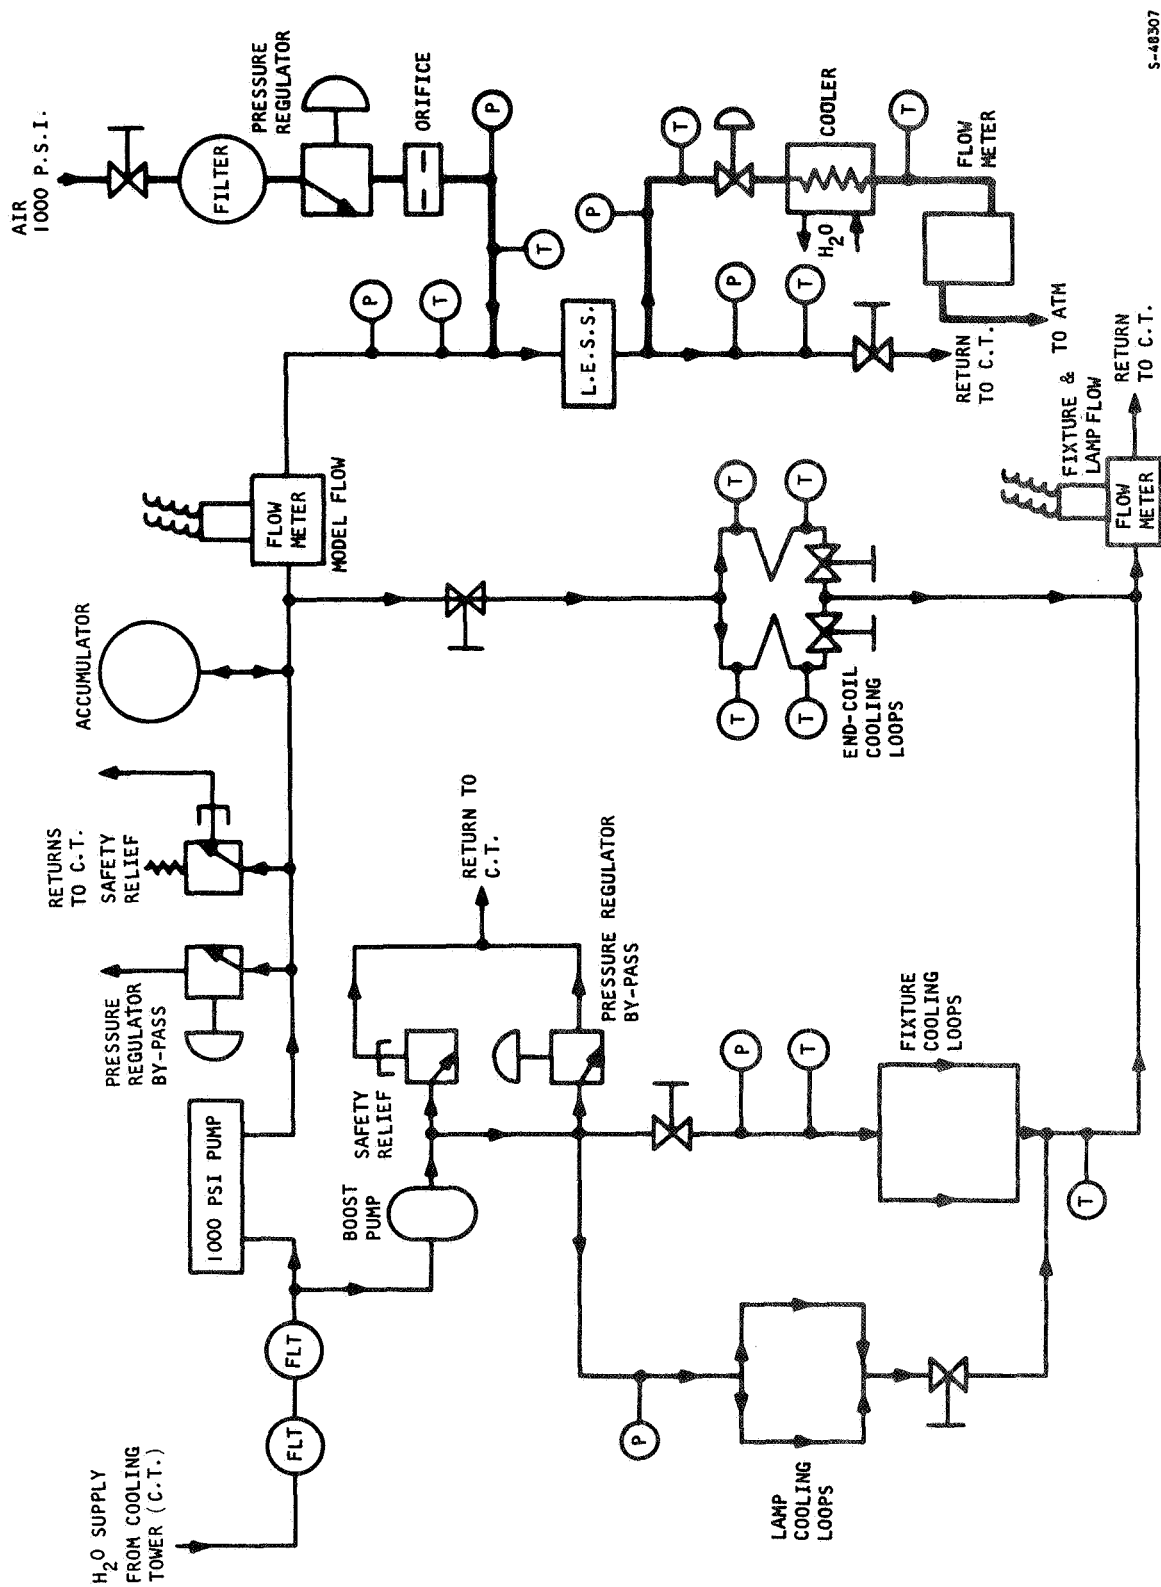 H2O SUPPLY
FROM COOLING
TOWER (C.T.)
FLT
FLT
1000 PSI PUMP
PRESSURE
REGULATOR
BY-PASS
RETURNS
TO C.T.
SAFETY
RELIEF
ACCUMULATOR
FLOW
METER
MODEL FLOW
AIR
1000 P.S.I.
FILTER
PRESSURE
REGULATOR
ORIFICE
P
T
P
T
L.E.S.S.
P
T
COOLER
H2O
T
FLOW
METER
P
T
RETURN
TO C.T.
TO ATM
BOOST
PUMP
SAFETY
RELIEF
RETURN TO
C.T.
PRESSURE REGULATOR
BY-PASS
P
LAMP
COOLING
LOOPS
P
T
FIXTURE
COOLING
LOOPS
T
T
T
T
T
END-COIL
COOLING
LOOPS
FIXTURE &
LAMP FLOW
FLOW
METER
RETURN
TO C.T.
S-48307